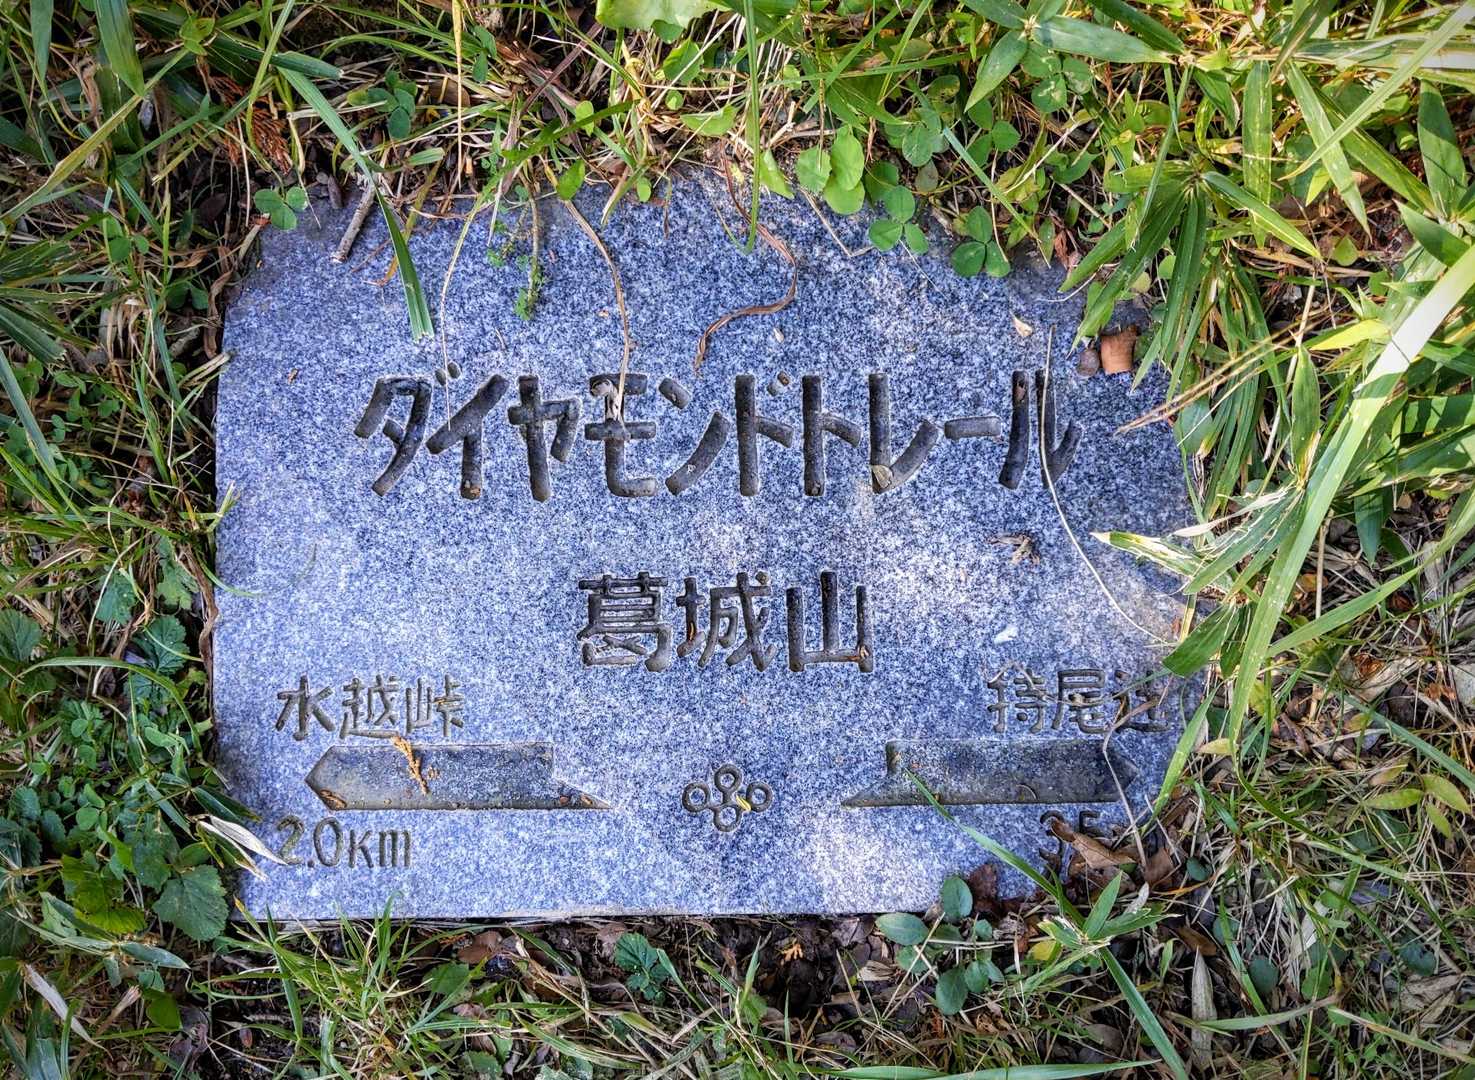 ダイヤモンドトレール
葛城山
水越峠 持尾辻
2.0km